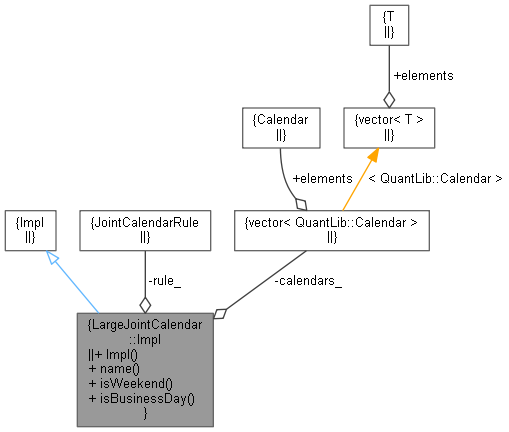 {T
||}
+elements
{Calendar
||}
{vector< T >
||}
+elements
< QuantLib::Calendar >
{Impl
||}
{JointCalendarRule
||}
{vector< QuantLib::Calendar >
||}
-rule_
-calendars_
{LargeJointCalendar
::Impl
||+ Impl()
+ name()
+ isWeekend()
+ isBusinessDay()
}